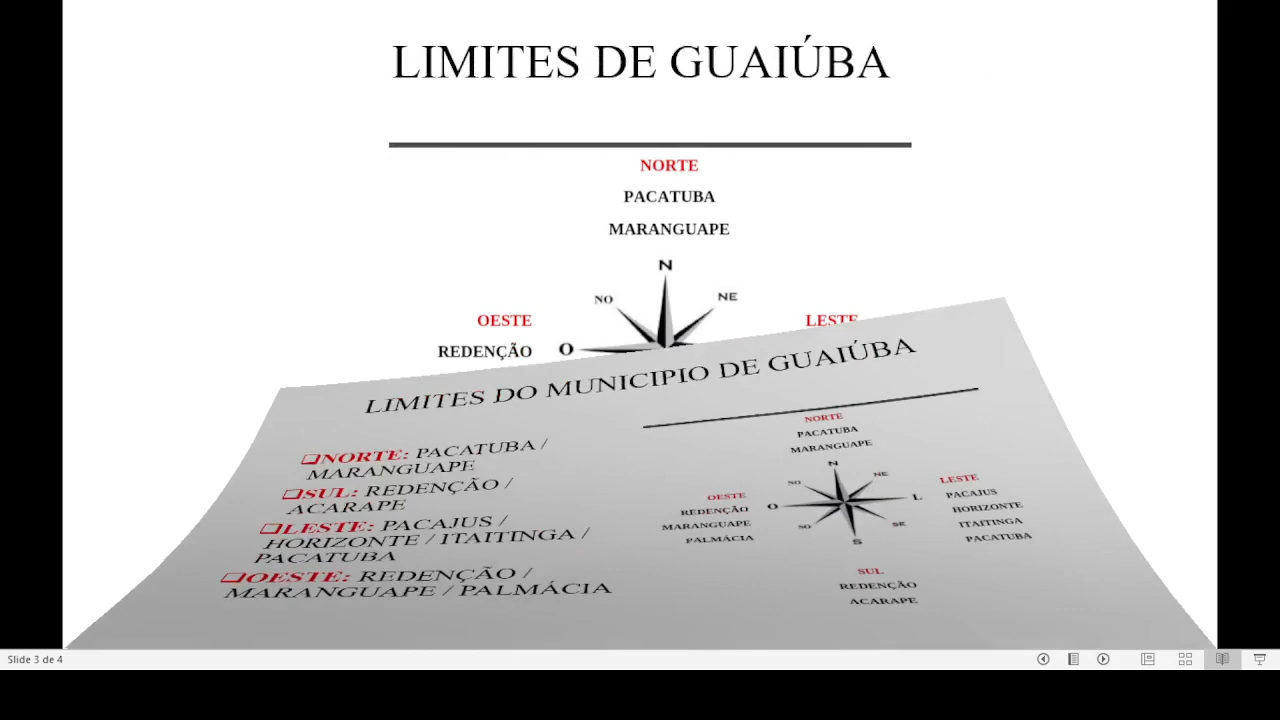 LIMITES DE GUAIÚBA
NORTE
PACATUBA
MARANGUAPE
N
NO
NE
OESTE
LESTE
REDENÇÃO
O
LIMITES DO MUNICIPIO DE GUAIÚBA
❑NORTE: PACATUBA /
MARANGUAPE
❑SUL: REDENÇÃO /
ACARAPE
❑LESTE: PACAJUS /
HORIZONTE / ITAITINGA /
PACATUBA
❑OESTE: REDENÇÃO /
MARANGUAPE / PALMÁCIA
NORTE
PACATUBA
MARANGUAPE
N
NO
NE
OESTE
REDENÇÃO
MARANGUAPE
PALMÁCIA
O
L
LESTE
PACAJUS
HORIZONTE
ITAITINGA
PACATUBA
SO
SE
S
SUL
REDENÇÃO
ACARAPE
Slide 3 de 4